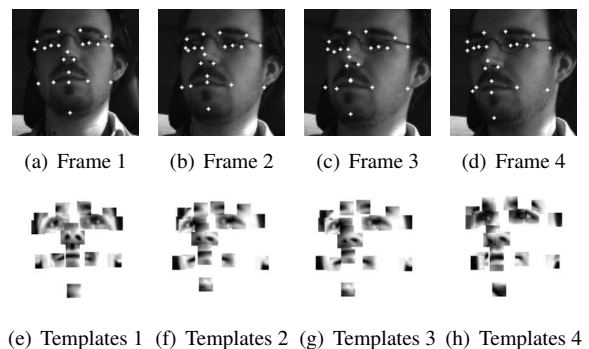 (a) Frame 1 (b) Frame 2 (c) Frame 3 (d) Frame 4
(e) Templates 1 (f) Templates 2 (g) Templates 3 (h) Templates 4